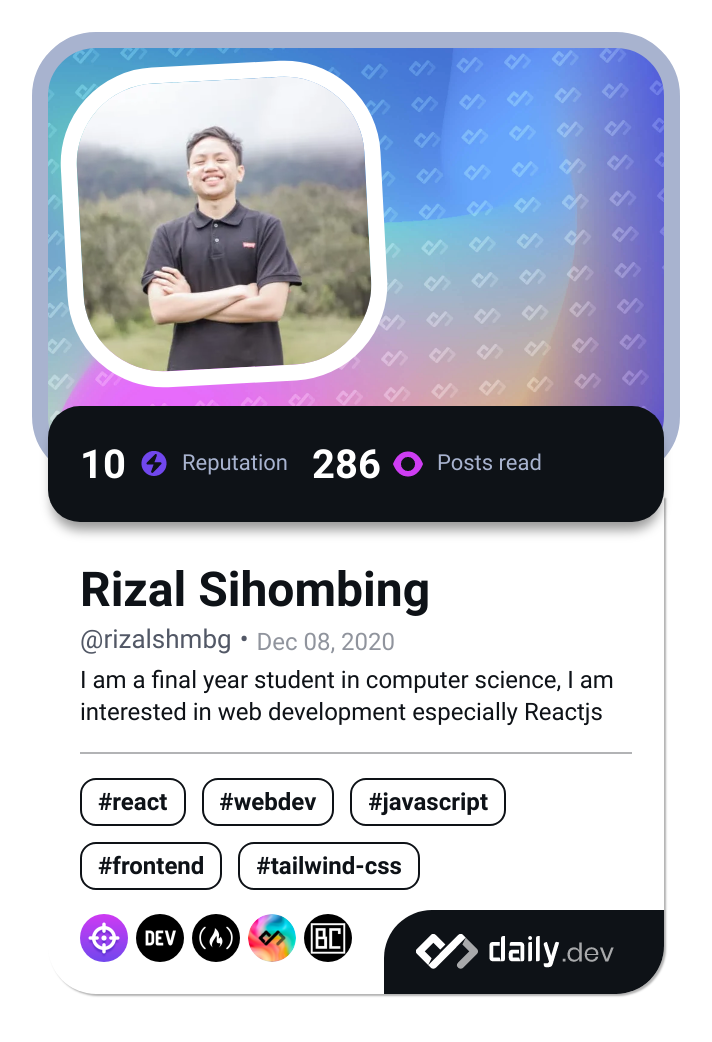 10 Reputation 286 Posts read
Rizal Sihombing
@rizalshmbg • Dec 08, 2020
I am a final year student in computer science, I am
interested in web development especially Reactjs
#react #webdev #javascript
#frontend #tailwind-css
DEV BC daily.dev